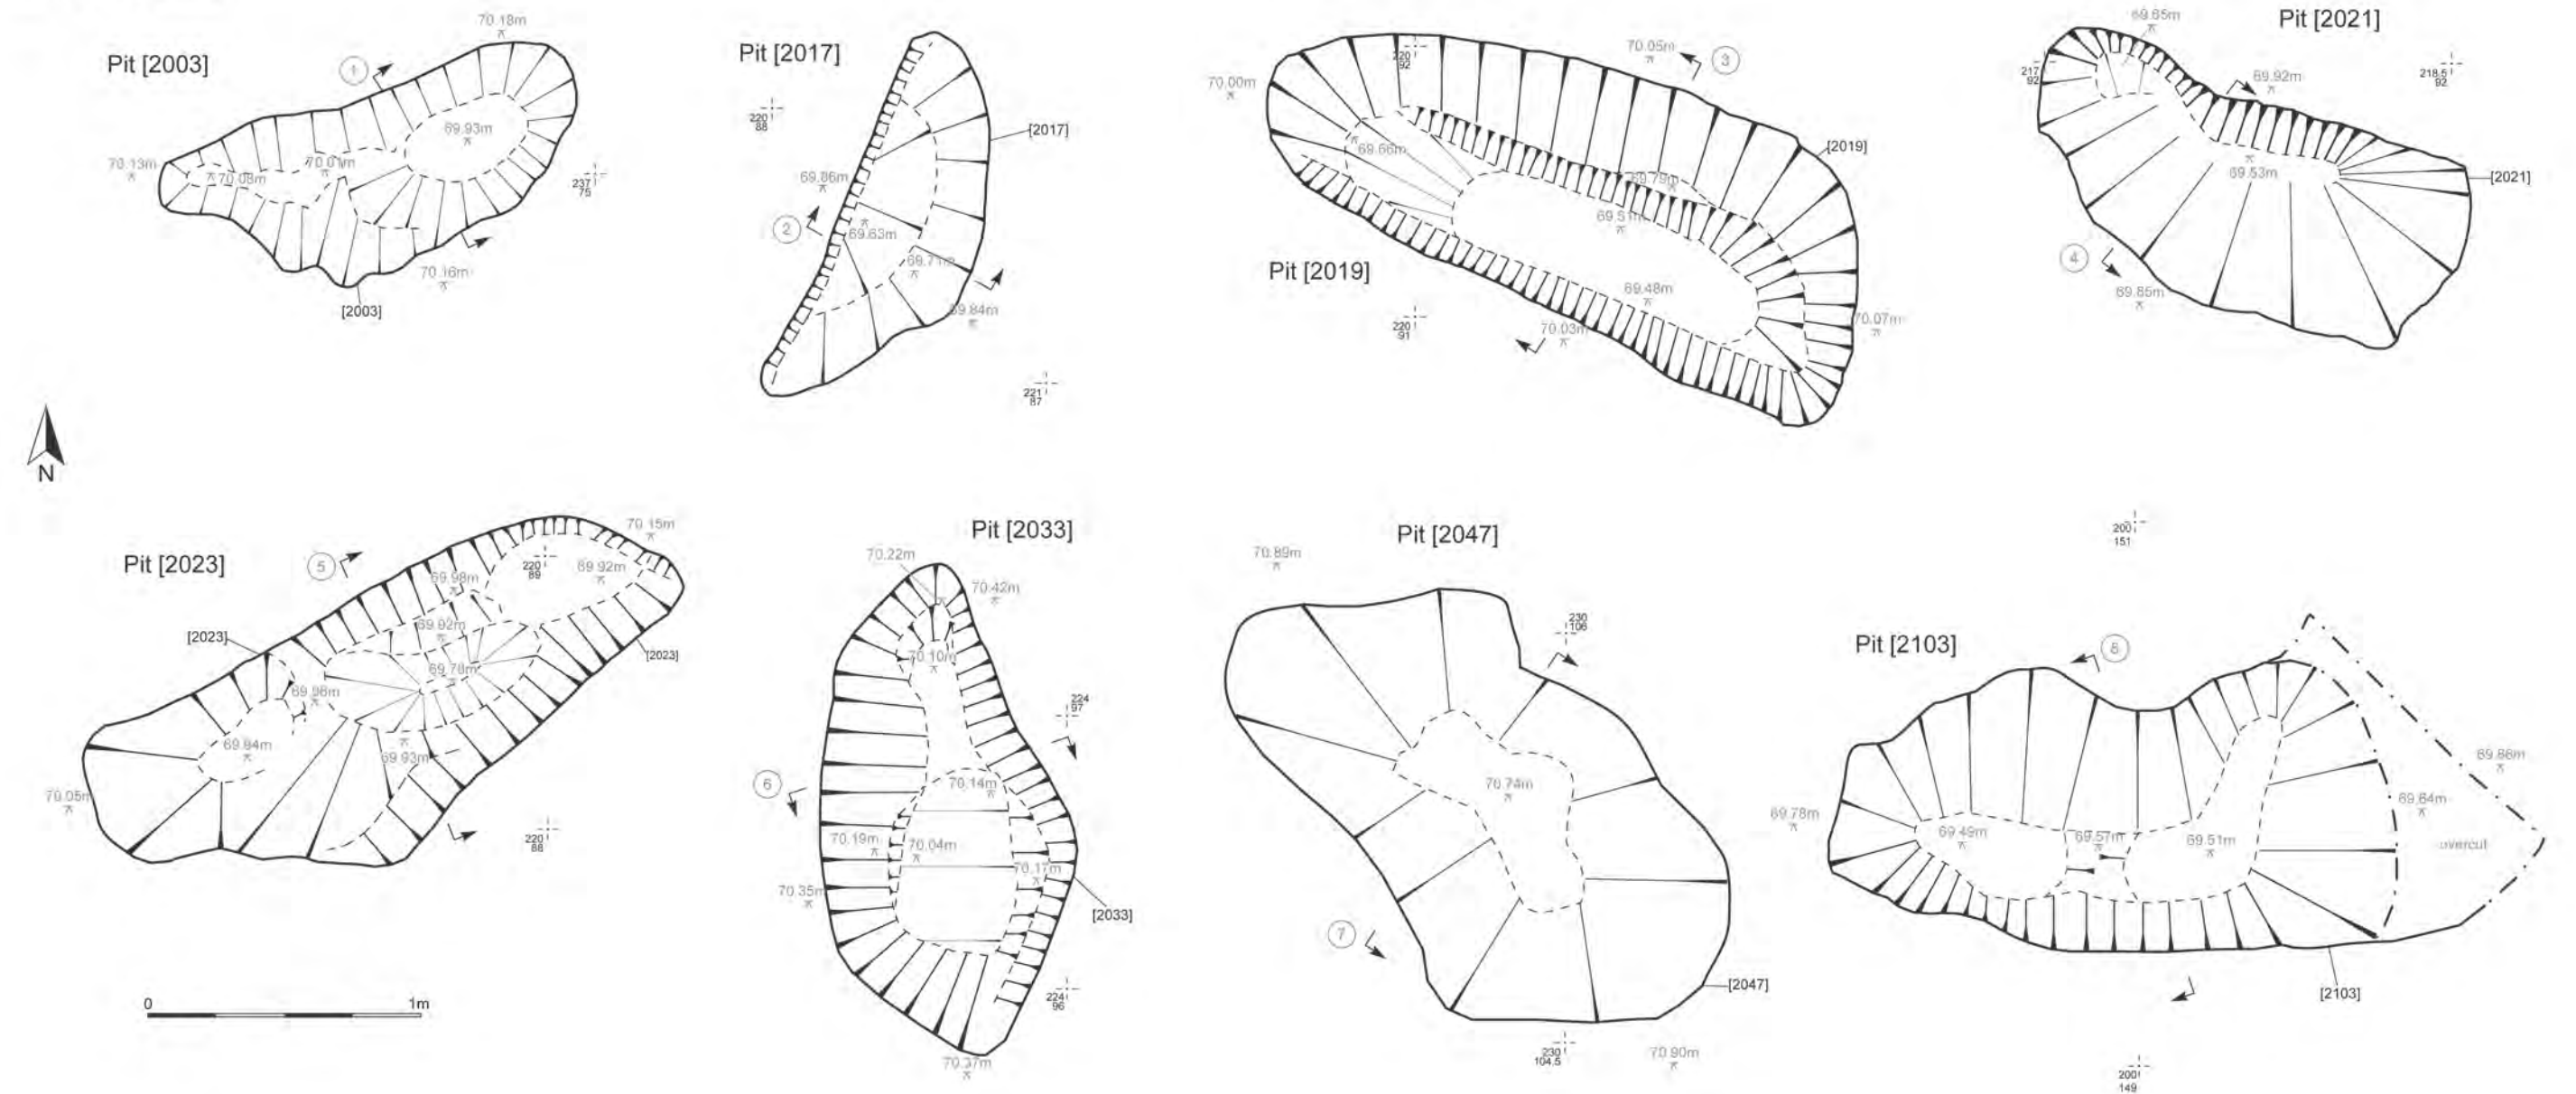 Pit [2003]
70.18m
1
69.93m
70.13m
70.01m
70.08m
237
75
70.16m
[2003]
Pit [2017]
220
88
[2017]
69.86m
2
69.63m
69.71m
69.84m
221
87
Pit [2019]
220
92
70.05m
3
70.00m
69.66m
[2019]
69.79m
69.51m
69.48m
220
91
70.03m
70.07m
Pit [2021]
69.65m
217
92
69.92m
218.5
92
69.53m
[2021]
4
69.85m
N
Pit [2023]
5
70.15m
220
89
69.98m
69.92m
[2023]
69.92m
69.78m
[2023]
69.96m
69.84m
69.93m
70.05m
220
88
0
1m
Pit [2033]
70.22m
70.42m
70.10m
224
97
6
70.14m
70.19m
70.04m
70.17m
70.35m
[2033]
224
96
70.37m
Pit [2047]
70.89m
230
106
70.74m
7
[2047]
230
104.5
70.90m
200
151
Pit [2103]
8
69.86m
69.78m
69.64m
69.49m
69.57m
69.51m
overcut
[2103]
200
149